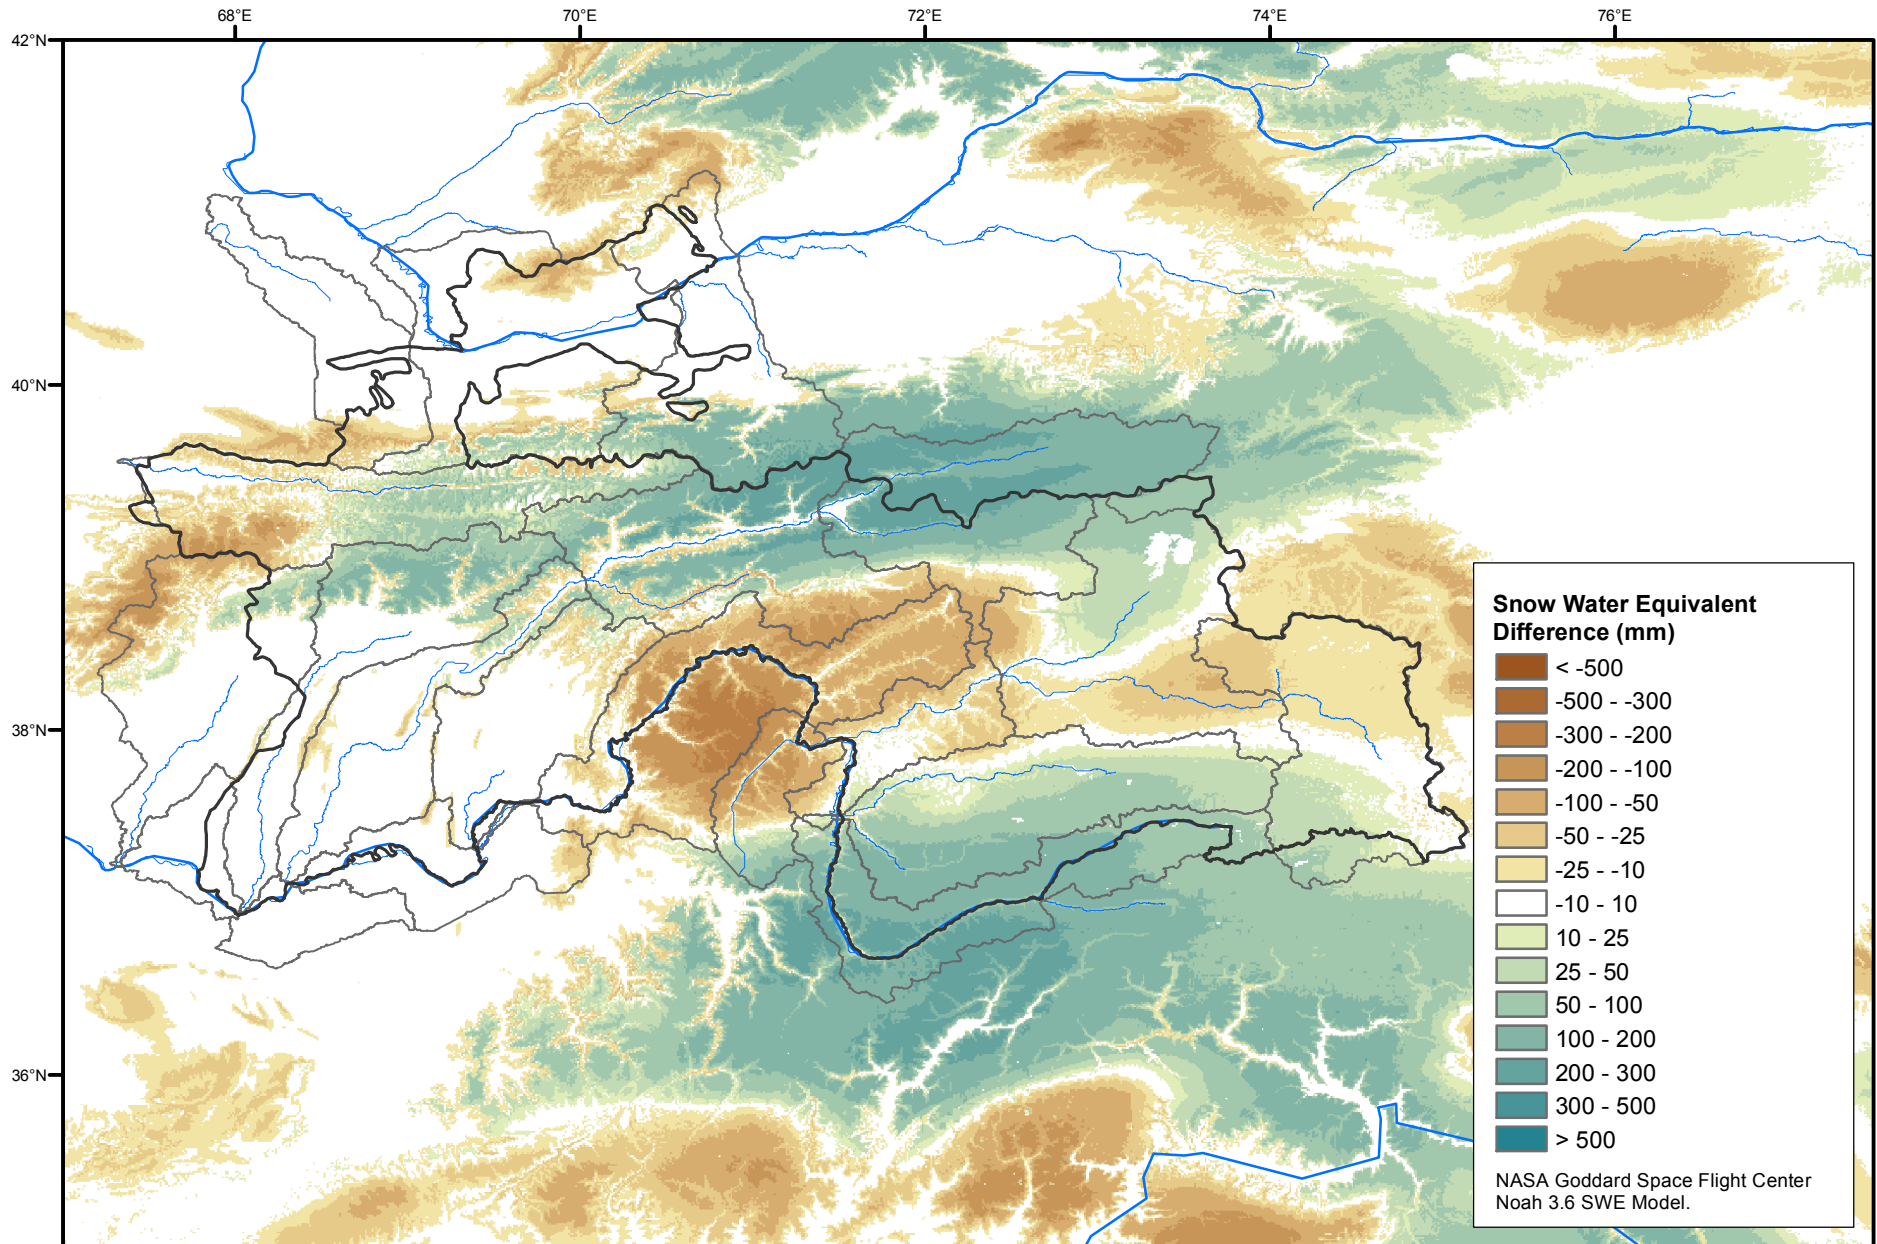 68°E 70°E 72°E 74°E 76°E
42°N
40°N
38°N
36°N
Snow Water Equivalent
Difference (mm)
< -500
-500 - -300
-300 - -200
-200 - -100
-100 - -50
-50 - -25
-25 - -10
-10 - 10
10 - 25
25 - 50
50 - 100
100 - 200
200 - 300
300 - 500
> 500
NASA Goddard Space Flight Center
Noah 3.6 SWE Model.